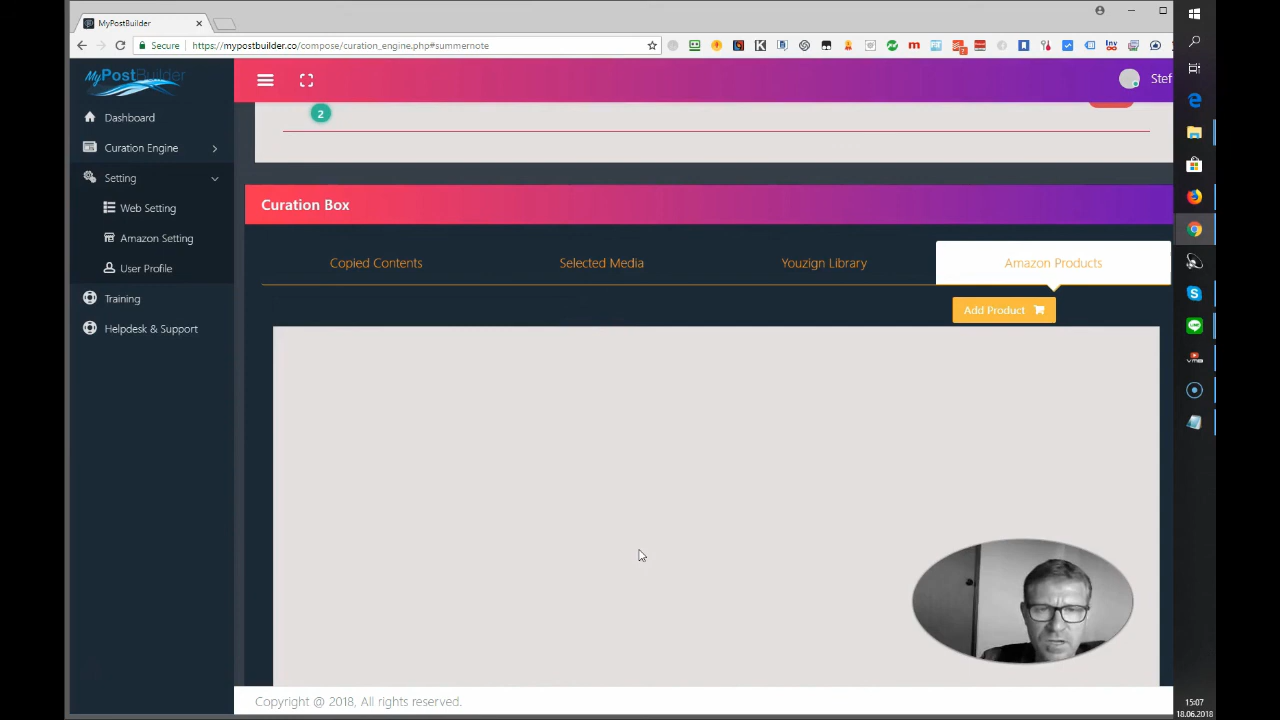 MyPostBuilder
Secure
https://mypostbuilder.co/compose/curation_engine.php#summernote
MyPostBuilder
Stef
Dashboard
2
Curation Engine
Setting
Web Setting
Curation Box
Amazon Setting
User Profile
Copied Contents
Selected Media
Youzign Library
Amazon Products
Training
Add Product
Helpdesk & Support
Copyright @ 2018, All rights reserved.
15:07
18.06.2018